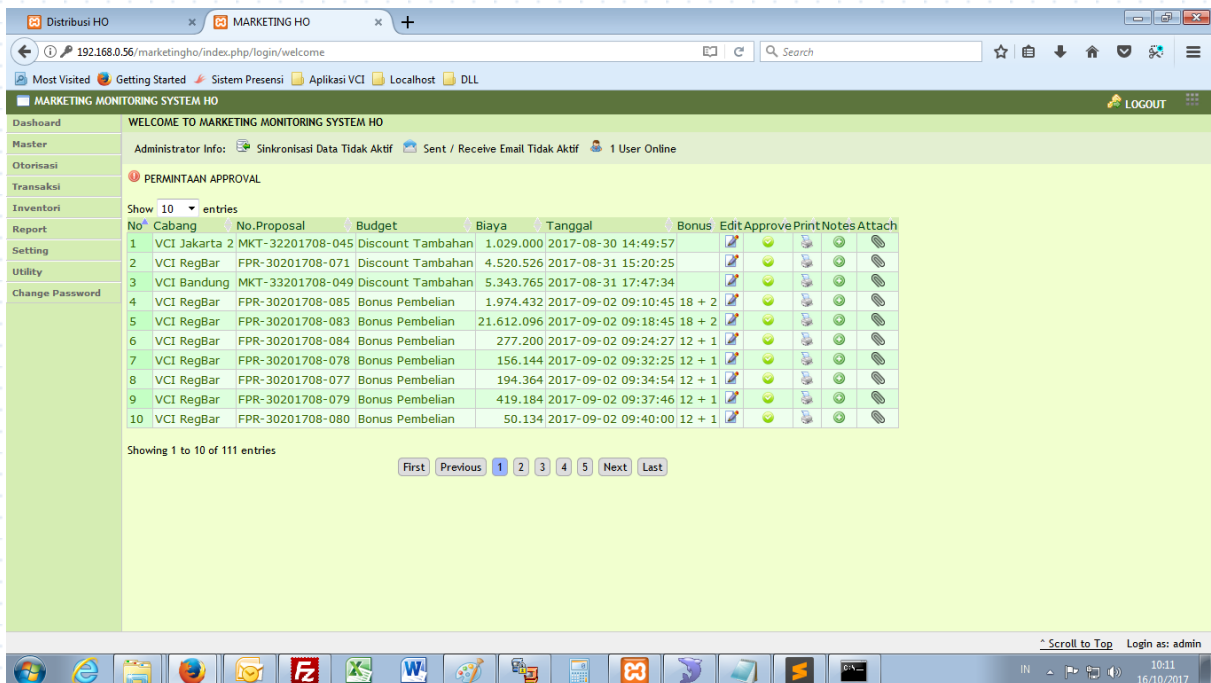 Distribusi HO × MARKETING HO × +
192.168.0.56/marketingho/index.php/login/welcome Search
Most Visited Getting Started Sistem Presensi Aplikasi VCI Localhost DLL
MARKETING MONITORING SYSTEM HO LOGOUT
Dashoard
Master
Otorisasi
Transaksi
Inventori
Report
Setting
Utility
Change Password
WELCOME TO MARKETING MONITORING SYSTEM HO
Administrator Info: Sinkronisasi Data Tidak Aktif Sent / Receive Email Tidak Aktif 1 User Online
PERMINTAAN APPROVAL
Show 10 entries
No Cabang No.Proposal Budget Biaya Tanggal Bonus Edit Approve Print Notes Attach
1 VCI Jakarta 2 MKT-32201708-045 Discount Tambahan 1.029.000 2017-08-30 14:49:57
2 VCI RegBar FPR-30201708-071 Discount Tambahan 4.520.526 2017-08-31 15:20:25
3 VCI Bandung MKT-33201708-049 Discount Tambahan 5.343.765 2017-08-31 17:47:34
4 VCI RegBar FPR-30201708-085 Bonus Pembelian 1.974.432 2017-09-02 09:10:45 18 + 2
5 VCI RegBar FPR-30201708-083 Bonus Pembelian 21.612.096 2017-09-02 09:18:45 18 + 2
6 VCI RegBar FPR-30201708-084 Bonus Pembelian 277.200 2017-09-02 09:24:27 12 + 1
7 VCI RegBar FPR-30201708-078 Bonus Pembelian 156.144 2017-09-02 09:32:25 12 + 1
8 VCI RegBar FPR-30201708-077 Bonus Pembelian 194.364 2017-09-02 09:34:54 12 + 1
9 VCI RegBar FPR-30201708-079 Bonus Pembelian 419.184 2017-09-02 09:37:46 12 + 1
10 VCI RegBar FPR-30201708-080 Bonus Pembelian 50.134 2017-09-02 09:40:00 12 + 1
Showing 1 to 10 of 111 entries
First Previous 1 2 3 4 5 Next Last
^ Scroll to Top Login as: admin
IN 10:11
16/10/2017